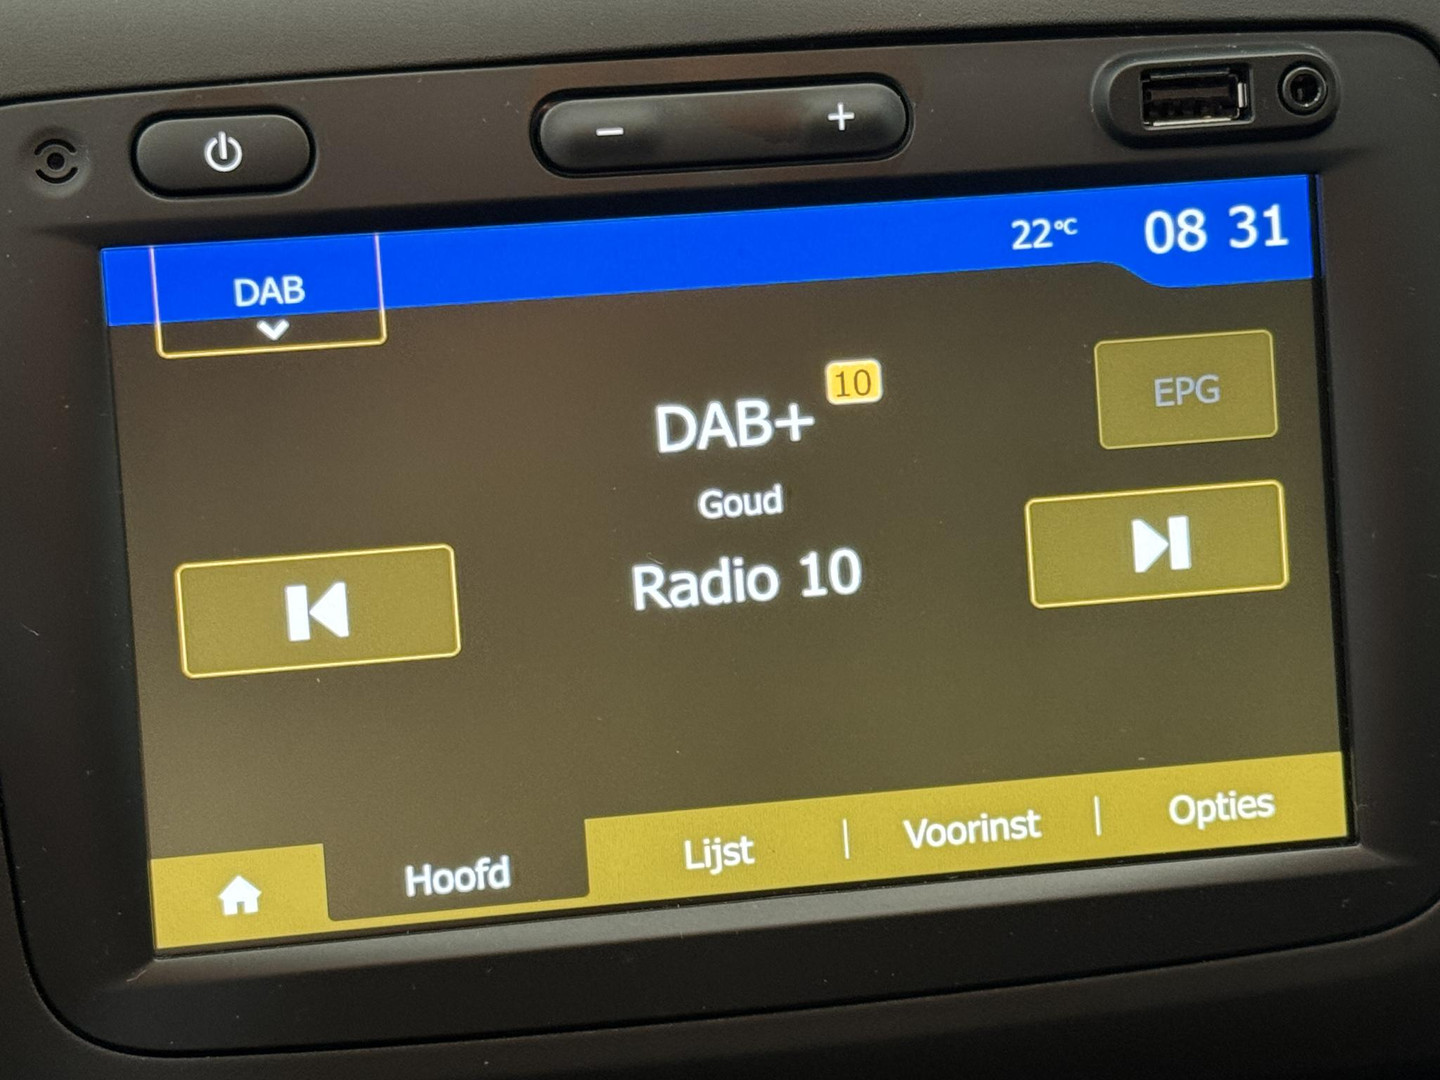 22°C
08 31
DAB
10
DAB+
EPG
Goud
Radio 10
Hoofd
Lijst
Voorinst
Opties